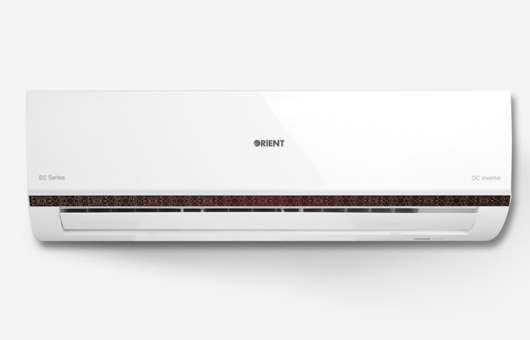 ORIENT
EC Series
DC Inverter